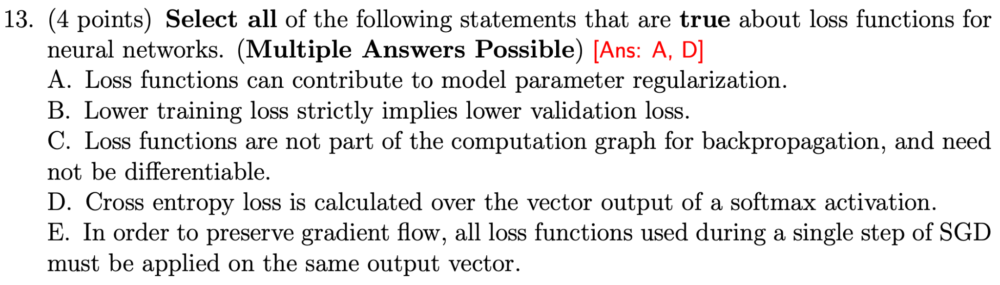 13. (4 points) Select all of the following statements that are true about loss functions for
neural networks. (Multiple Answers Possible) [Ans: A, D]
A. Loss functions can contribute to model parameter regularization.
B. Lower training loss strictly implies lower validation loss.
C. Loss functions are not part of the computation graph for backpropagation, and need
not be differentiable.
D. Cross entropy loss is calculated over the vector output of a softmax activation.
E. In order to preserve gradient flow, all loss functions used during a single step of SGD
must be applied on the same output vector.